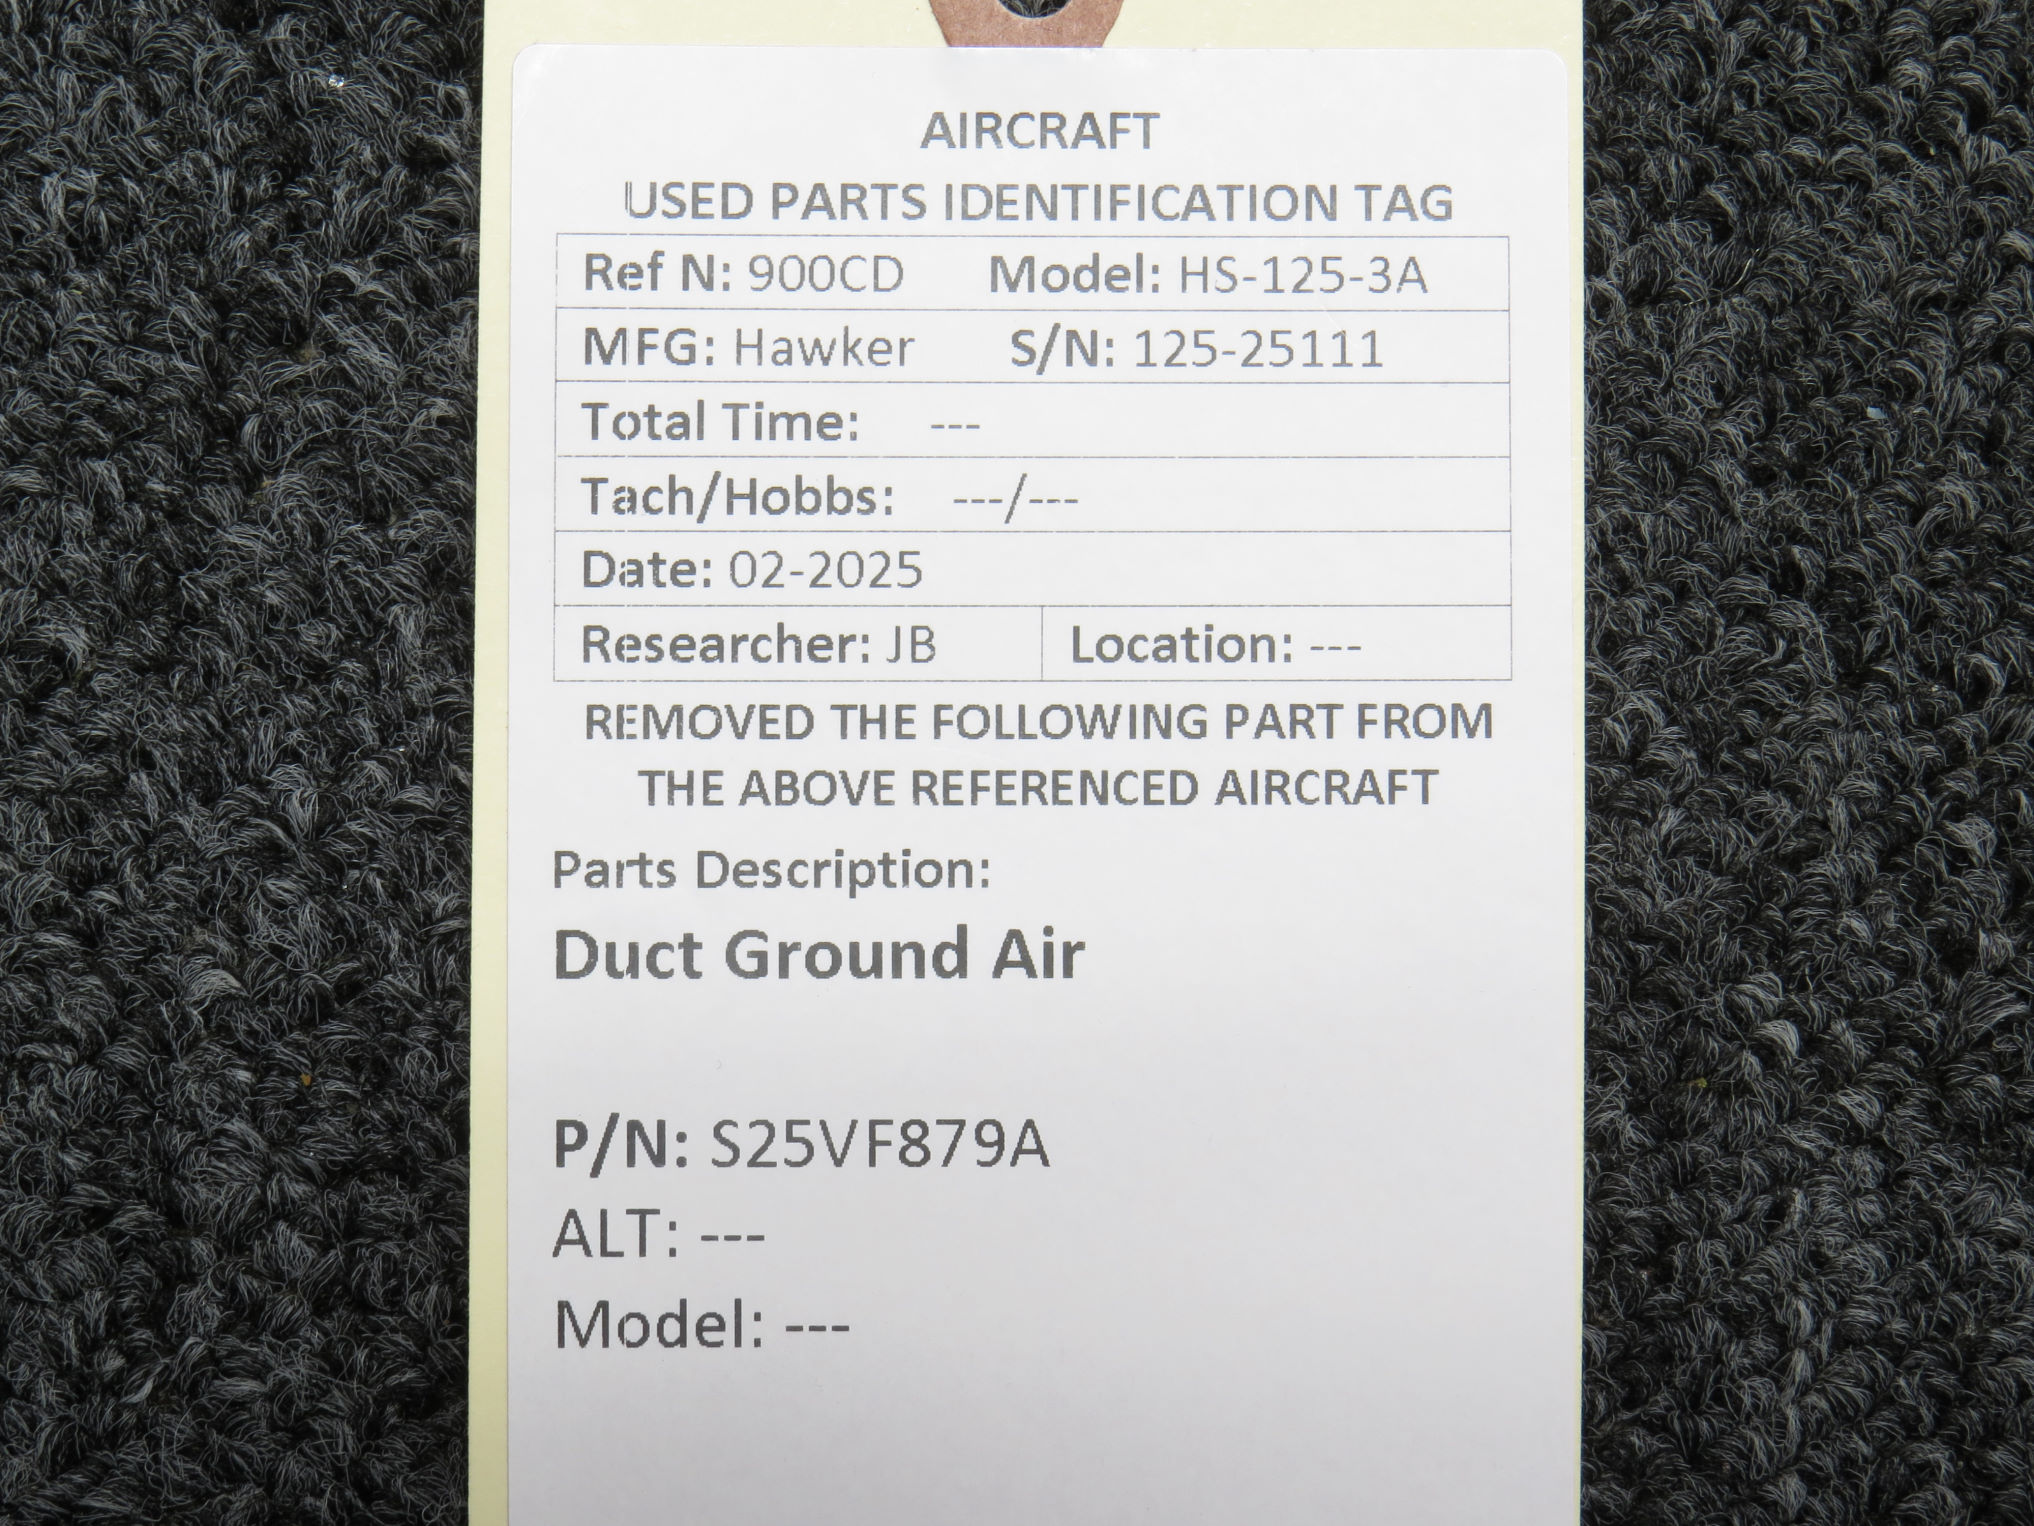 AIRCRAFT
USED PARTS IDENTIFICATION TAG
Ref N: 900CD Model: HS-125-3A
MFG: Hawker S/N: 125-25111
Total Time: ---
Tach/Hobbs: ---/---
Date: 02-2025
Researcher: JB Location: ---
REMOVED THE FOLLOWING PART FROM
THE ABOVE REFERENCED AIRCRAFT
Parts Description:
Duct Ground Air
P/N: S25VF879A
ALT: ---
Model: ---